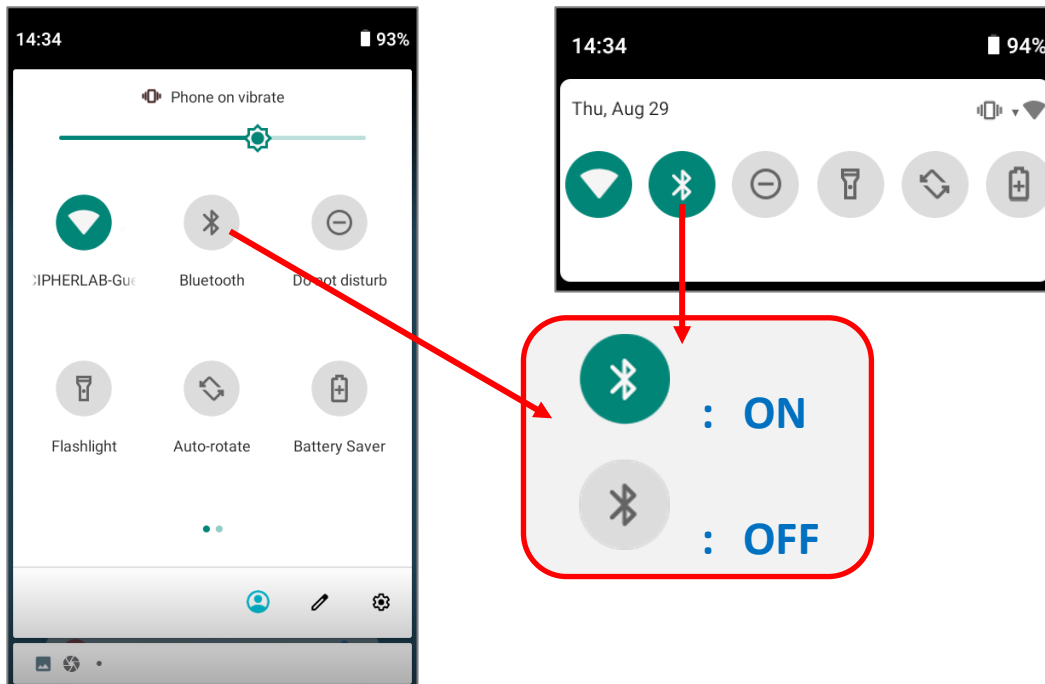 14:34 93%
Phone on vibrate
CIPHERLAB-Gue
Bluetooth
Do not disturb
Flashlight
Auto-rotate
Battery Saver
14:34 94%
Thu, Aug 29
: ON
: OFF